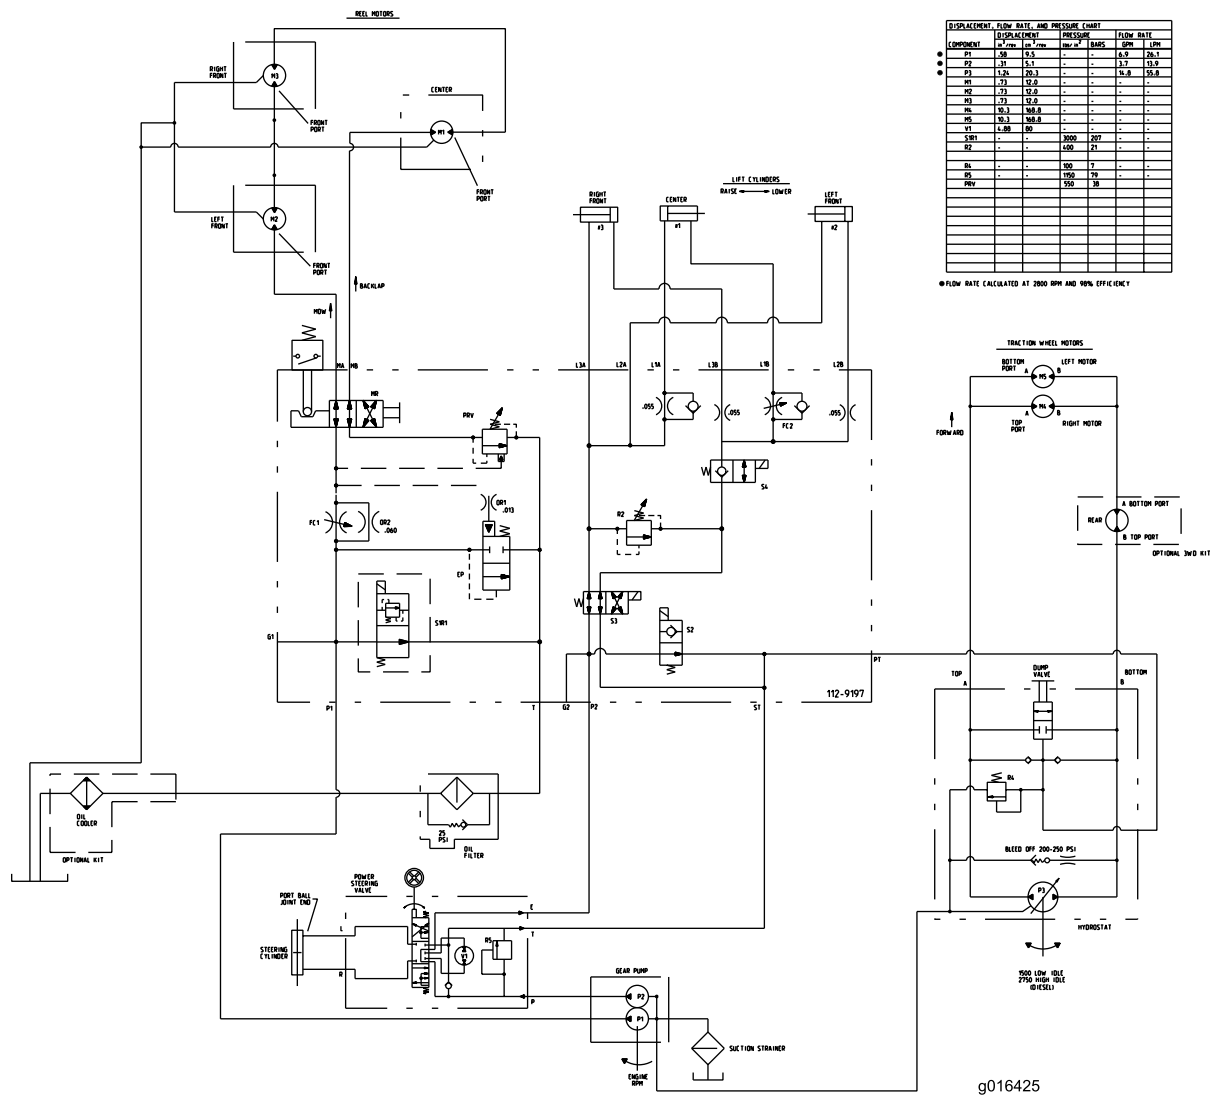 REEL MOTORS
RIGHT
FRONT
M3
FRONT
PORT
CENTER
M1
FRONT
PORT
LEFT
FRONT
M2
FRONT
PORT
BACKLAP
MOW
DISPLACEMENT, FLOW RATE, AND PRESSURE CHART
DISPLACEMENT PRESSURE FLOW RATE
COMPONENT in³/rev cm³/rev lbs/in² BARS GPM LPM
● P1 .58 9.5 - - 6.9 26.1
● P2 .31 5.1 - - 3.7 13.9
● P3 1.24 20.3 - - 14.8 55.8
M1 .73 12.0 - - - -
M2 .73 12.0 - - - -
M3 .73 12.0 - - - -
M4 10.3 168.8 - - - -
M5 10.3 168.8 - - - -
V1 4.88 80 - - - -
S1R1 - - 3000 207 - -
R2 - - 400 21 - -
R4 - - 100 7 - -
R5 - - 1150 79 - -
PRV 550 38
● FLOW RATE CALCULATED AT 2800 RPM AND 98% EFFICIENCY
LIFT CYLINDERS
RAISE LOWER
RIGHT
FRONT
#3
CENTER
#1
LEFT
FRONT
#2
MA MB L3A L2A L1A L3B L1B L2B
MR
PRV
.055
.055
FC2
.055
S4
FC1
OR2
.060
OR1
.013
EP
R2
S1R1
S3
S2
G1
P1
T
G2
P2
ST
PT
112-9197
TRACTION WHEEL MOTORS
BOTTOM
PORT
LEFT MOTOR
A M5 B
A M4 B
TOP
PORT
RIGHT MOTOR
FORWARD
A BOTTOM PORT
REAR
B TOP PORT
OPTIONAL 3WD KIT
TOP
A
DUMP
VALVE
BOTTOM
B
R4
BLEED OFF 200-250 PSI
P3
HYDROSTAT
1500 LOW IDLE
2750 HIGH IDLE
(DIESEL)
OIL
COOLER
OPTIONAL KIT
25
PSI
OIL
FILTER
POWER
STEERING
VALVE
PORT BALL
JOINT END
L
R
STEERING
CYLINDER
E
T
P
R5
V1
GEAR PUMP
P2
P1
ENGINE
RPM
SUCTION STRAINER
g016425